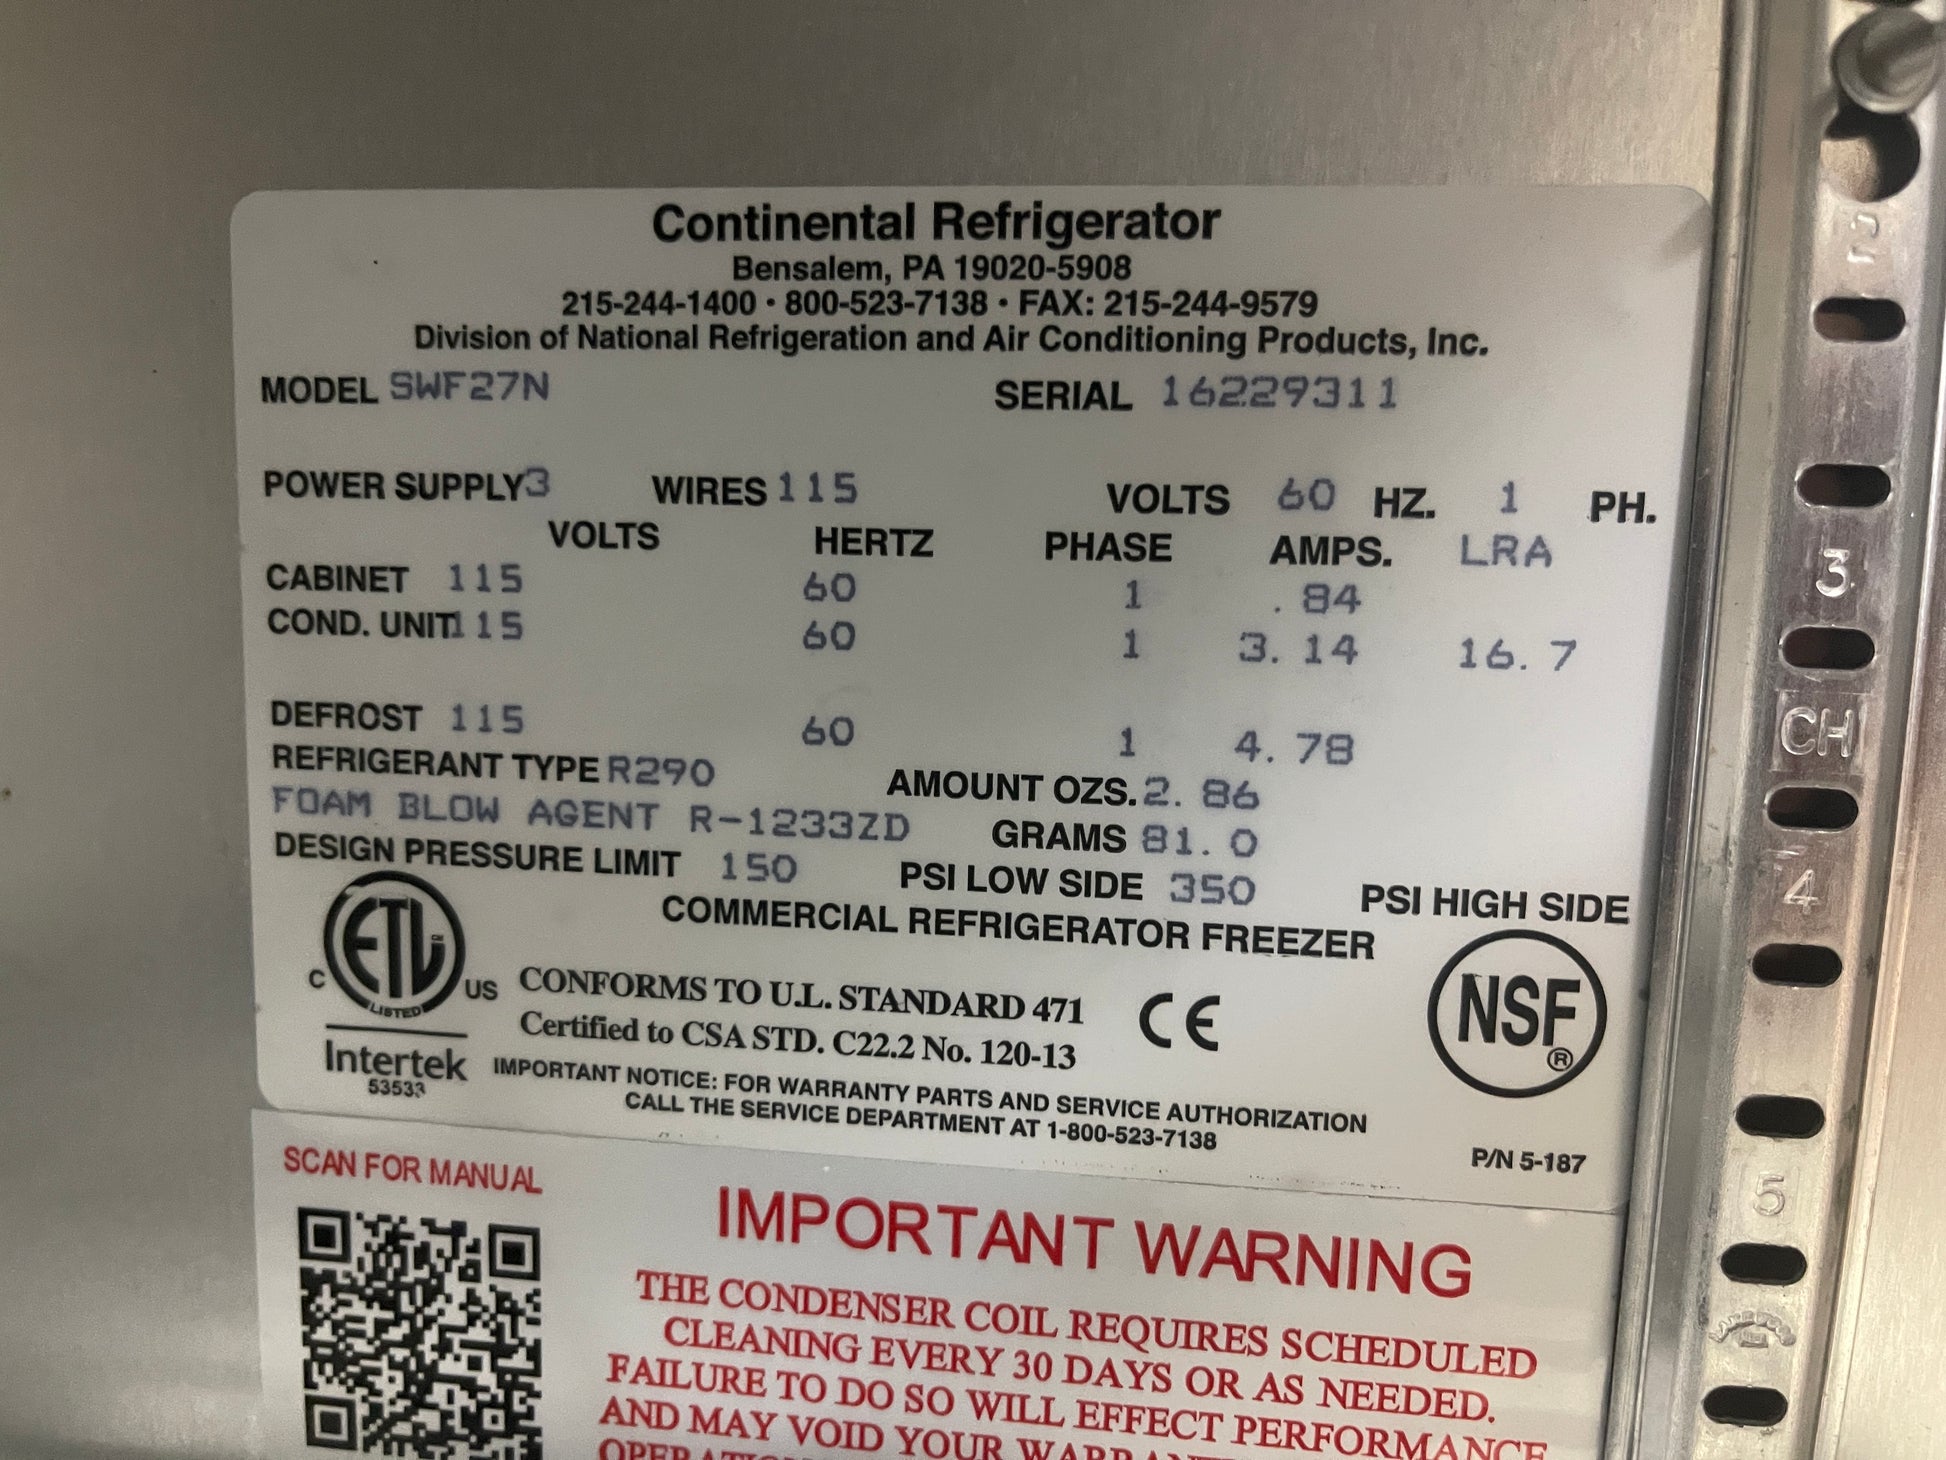 Continental Refrigerator
Bensalem, PA 19020-5908
215-244-1400 • 800-523-7138 • FAX: 215-244-9579
Division of National Refrigeration and Air Conditioning Products, Inc.
MODEL SWF27N SERIAL 16229311
POWER SUPPLY 3 WIRES 115 VOLTS 60 HZ. 1 PH.
VOLTS HERTZ PHASE AMPS. LRA
CABINET 115 60 1 .84
COND. UNIT 115 60 1 3.14 16.7
DEFROST 115 60 1 4.78
REFRIGERANT TYPE R290 AMOUNT OZS. 2.86
FOAM BLOW AGENT R-1233ZD GRAMS 81.0
DESIGN PRESSURE LIMIT 150 PSI LOW SIDE 350 PSI HIGH SIDE
COMMERCIAL REFRIGERATOR FREEZER
C ETL CM US
LISTED
Intertek
53533
CONFORMS TO U.L. STANDARD 471
Certified to CSA STD. C22.2 No. 120-13
CE
NSF®
IMPORTANT NOTICE: FOR WARRANTY PARTS AND SERVICE AUTHORIZATION
CALL THE SERVICE DEPARTMENT AT 1-800-523-7138
P/N 5-187
SCAN FOR MANUAL
IMPORTANT WARNING
THE CONDENSER COIL REQUIRES SCHEDULED
CLEANING EVERY 30 DAYS OR AS NEEDED.
FAILURE TO DO SO WILL EFFECT PERFORMANCE
AND MAY VOID YOUR
2
3
CH
4
5